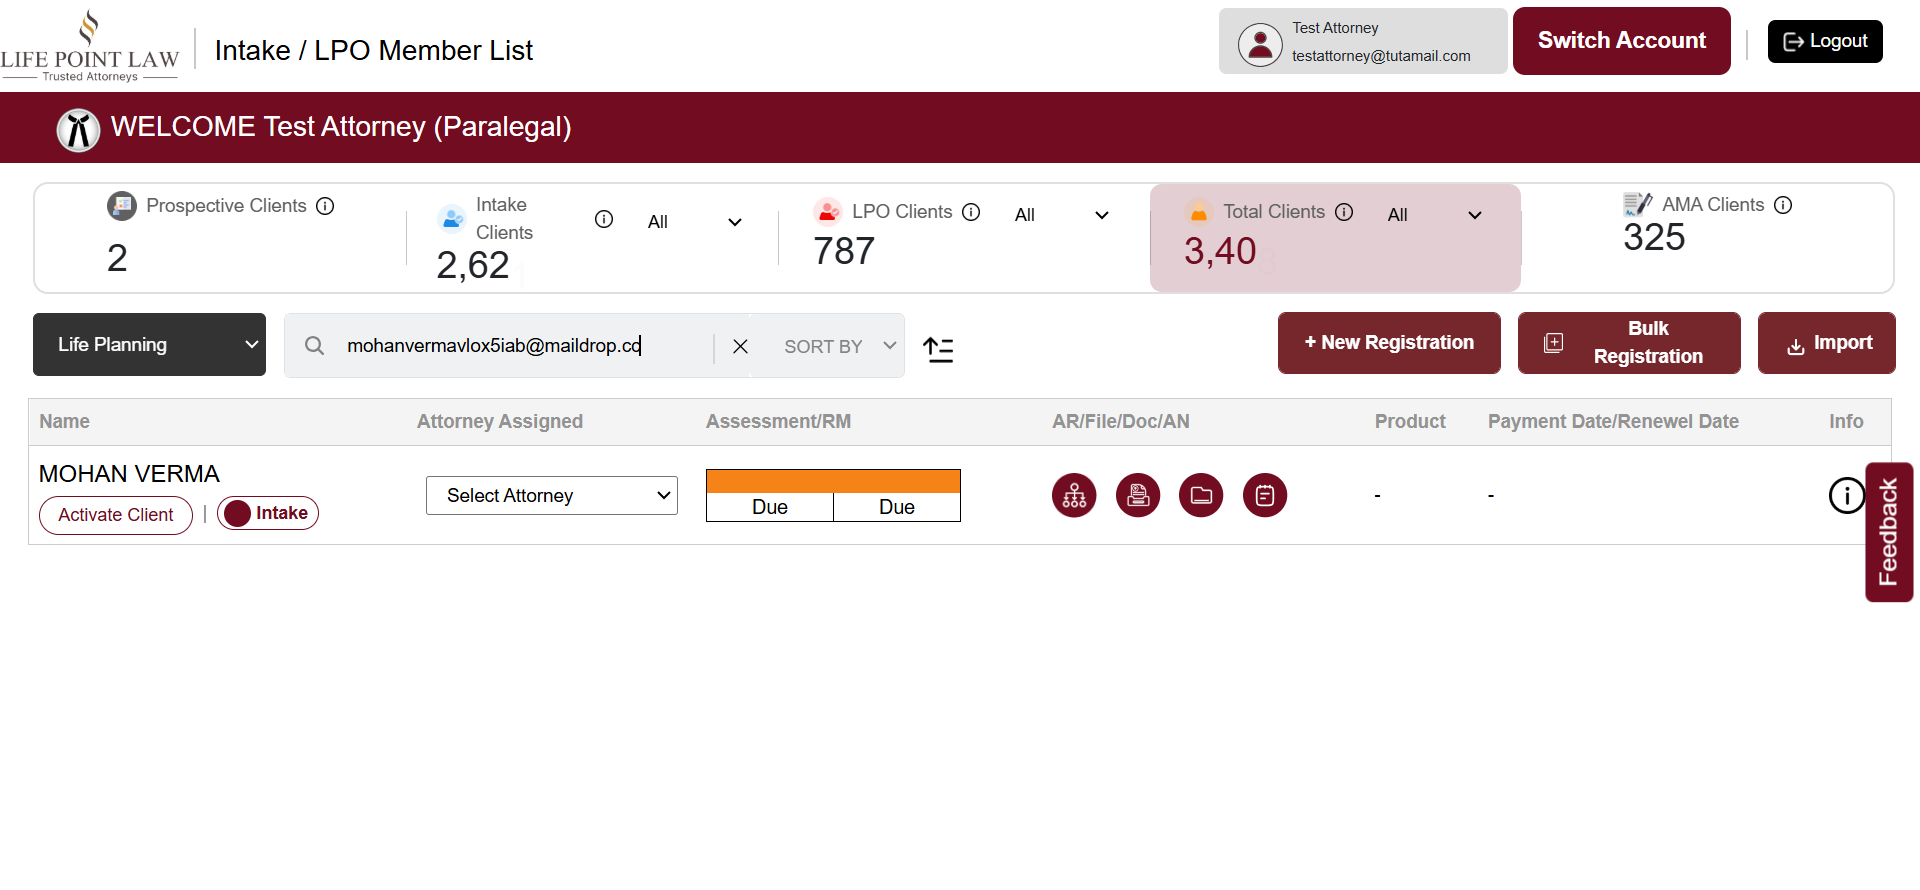 LIFE POINT LAW
Trusted Attorneys
Intake / LPO Member List
Test Attorney
testattorney@tutamail.com
Switch Account
Logout
WELCOME Test Attorney (Paralegal)
Prospective Clients
2
Intake
Clients
All
2,62
LPO Clients
All
787
Total Clients
All
3,40
AMA Clients
325
Life Planning
mohanvermavlox5iab@maildrop.cc
SORT BY
+ New Registration
Bulk
Registration
Import
Name
Attorney Assigned
Assessment/RM
AR/File/Doc/AN
Product
Payment Date/Renewel Date
Info
MOHAN VERMA
Activate Client | Intake
Select Attorney
Due
Due
-
-
Feedback